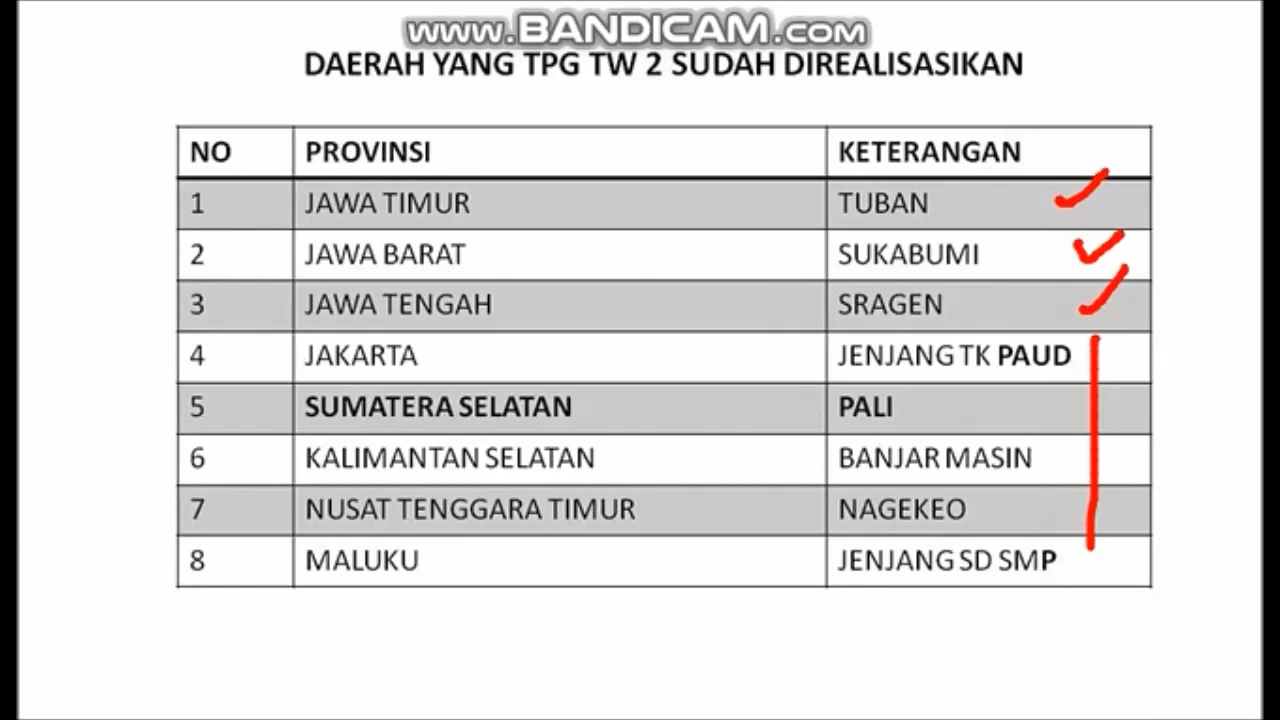 www.BANDICAM.com
DAERAH YANG TPG TW 2 SUDAH DIREALISASIKAN
NO PROVINSI KETERANGAN
1 JAWA TIMUR TUBAN
2 JAWA BARAT SUKABUMI
3 JAWA TENGAH SRAGEN
4 JAKARTA JENJANG TK PAUD
5 SUMATERA SELATAN PALI
6 KALIMANTAN SELATAN BANJAR MASIN
7 NUSAT TENGGARA TIMUR NAGEKEO
8 MALUKU JENJANG SD SMP